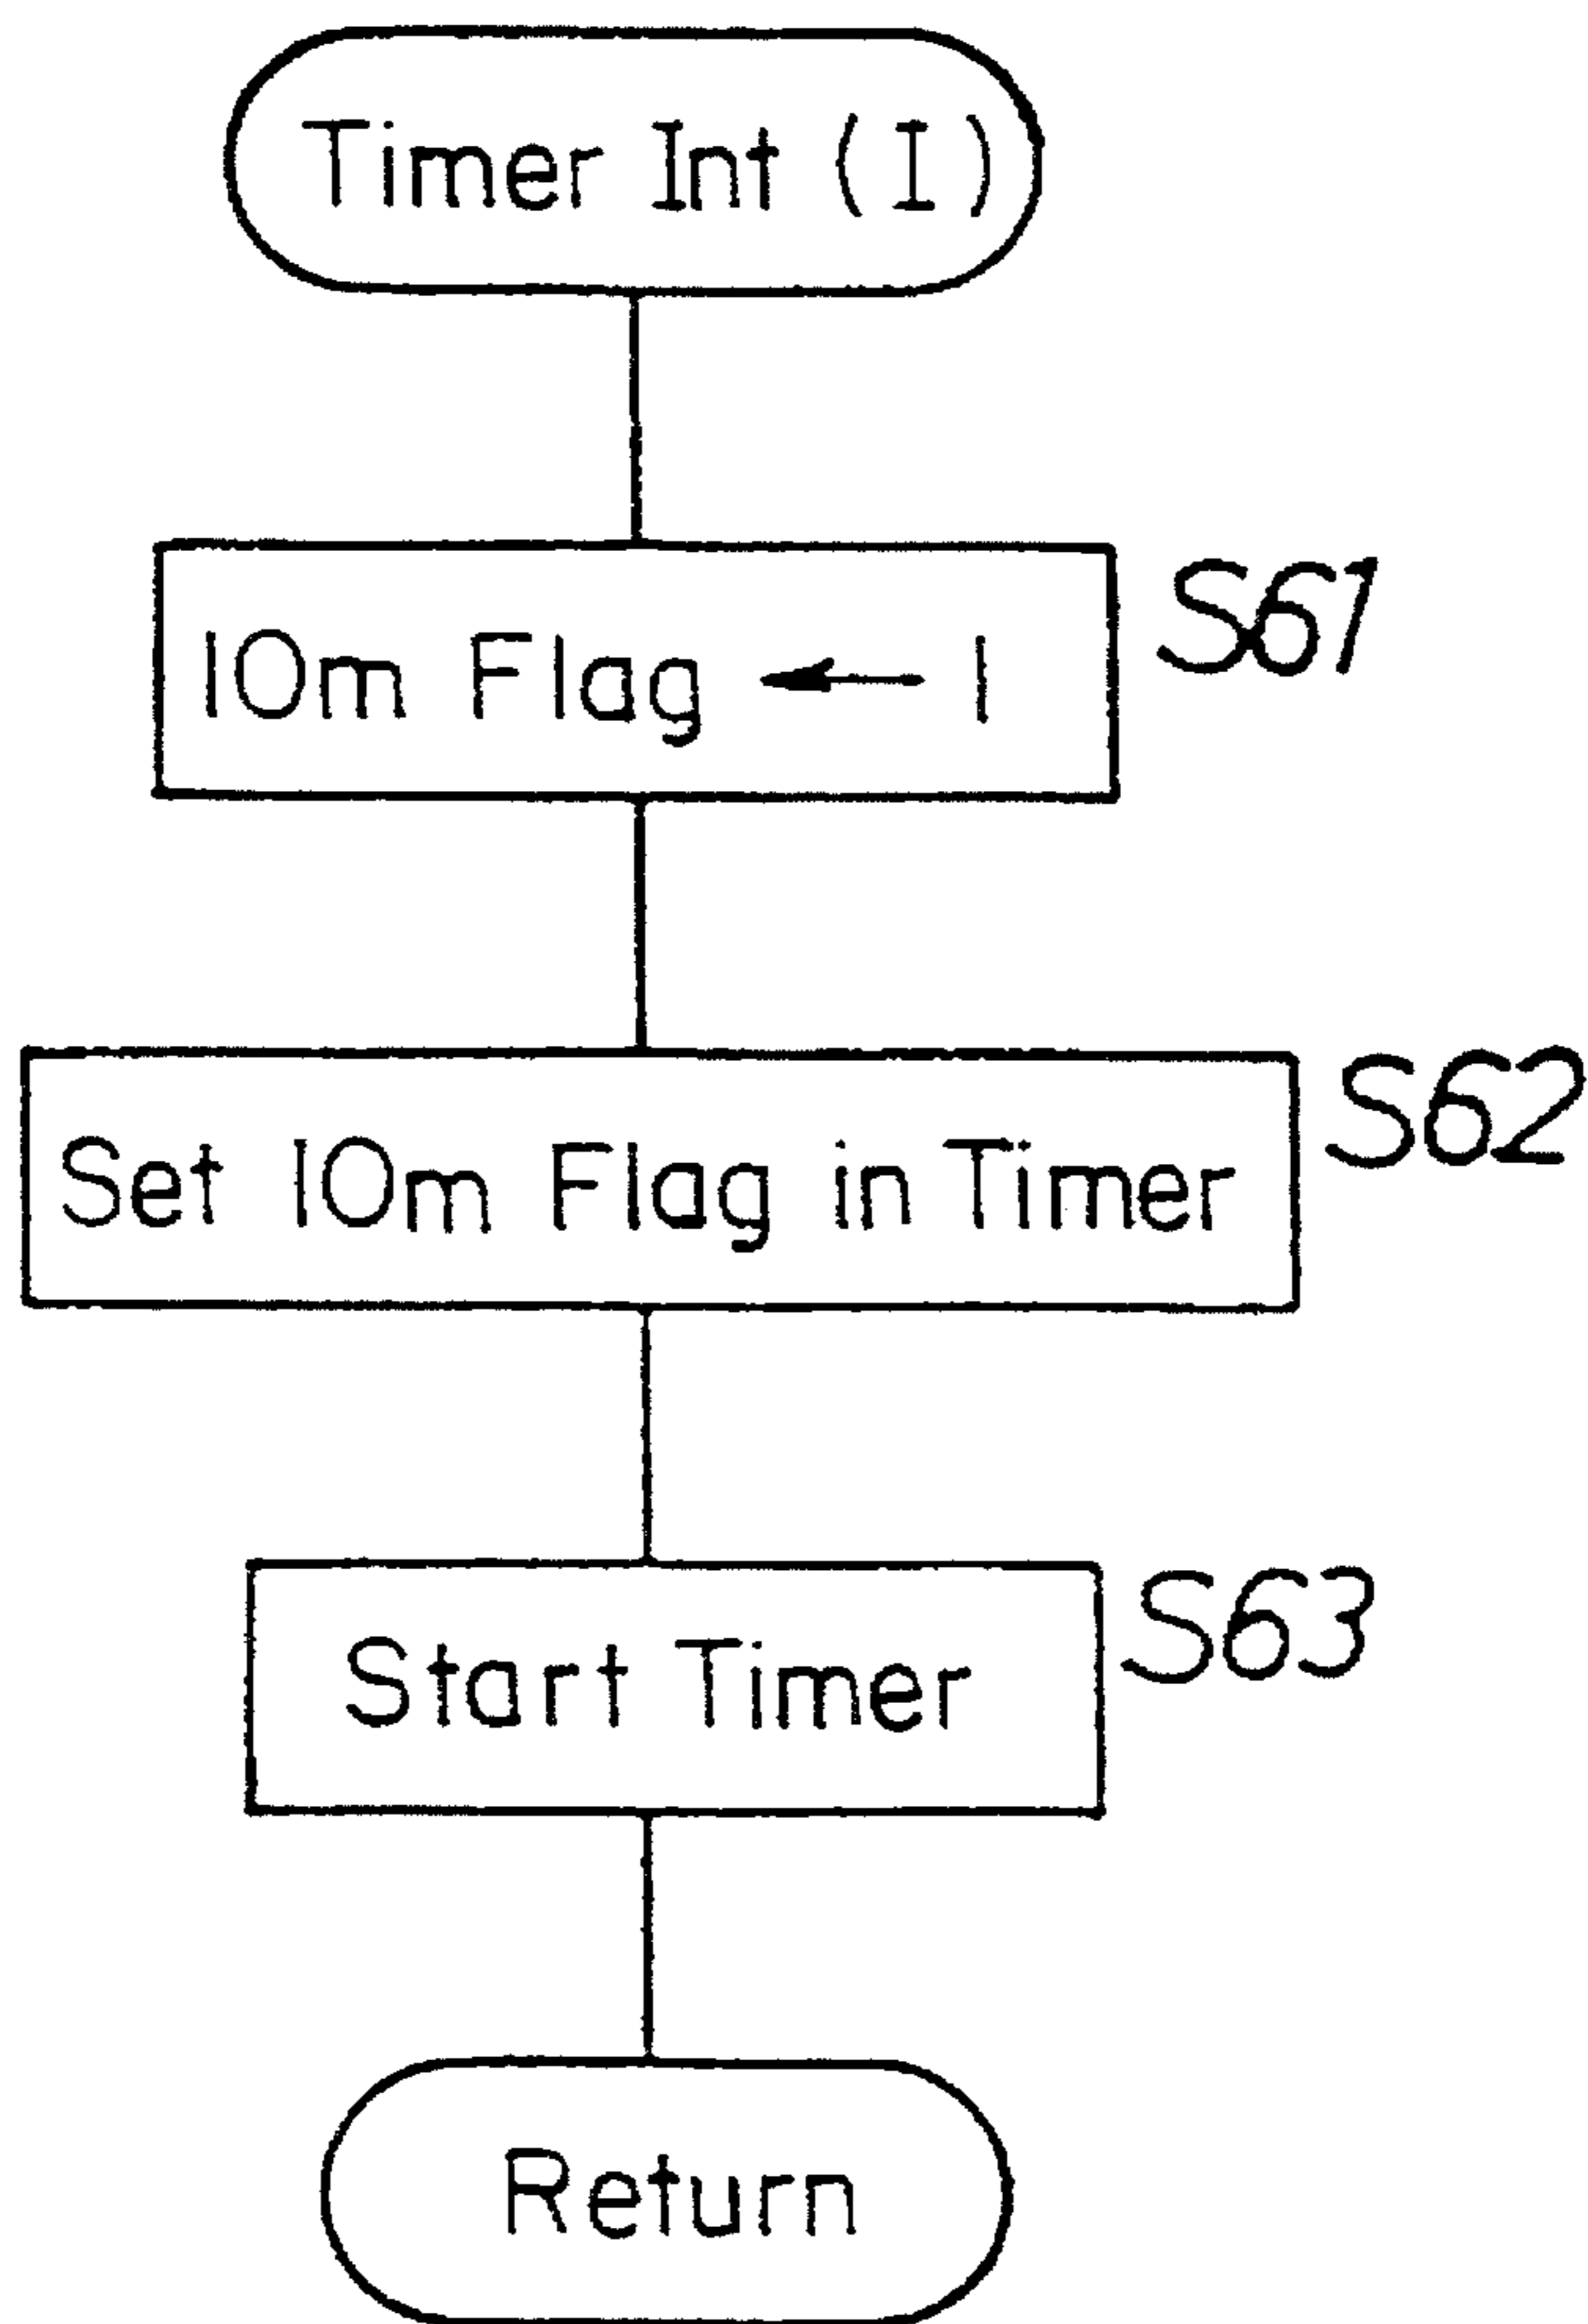 Timer Int (I)
10m Flag ← 1
S61
Set 10m Flag in Timer
S62
Start Timer
S63
Return